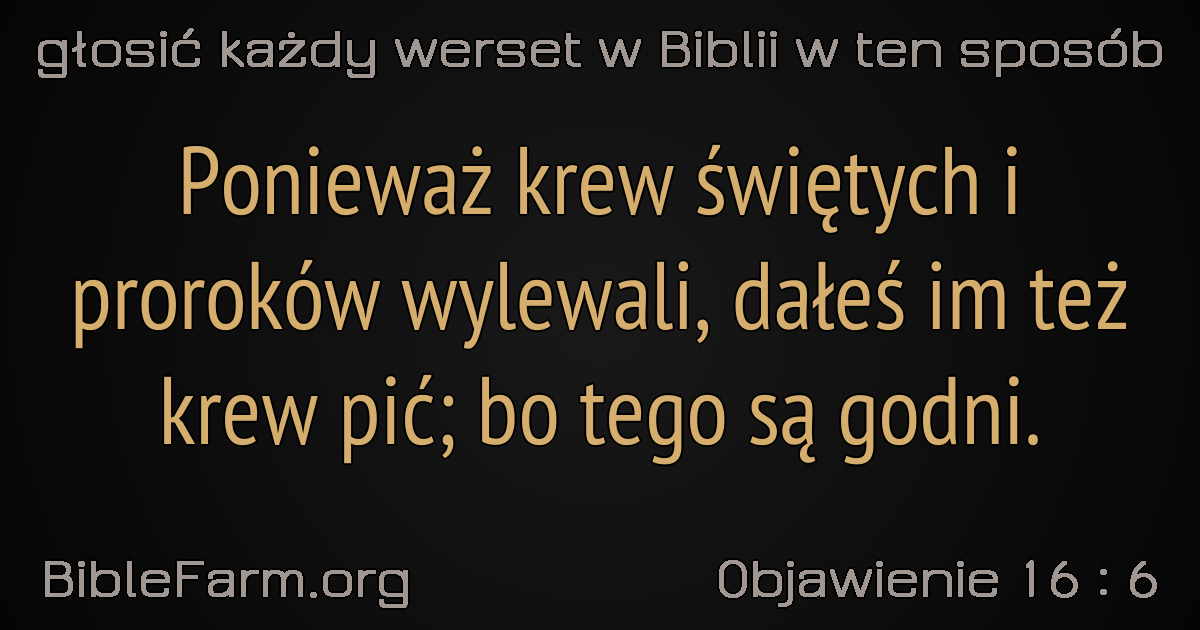 głosić każdy werset w Biblii w ten sposób
Ponieważ krew świętych i
proroków wylewali, dałeś im też
krew pić; bo tego są godni.
BibleFarm.org
Objawienie 16 : 6